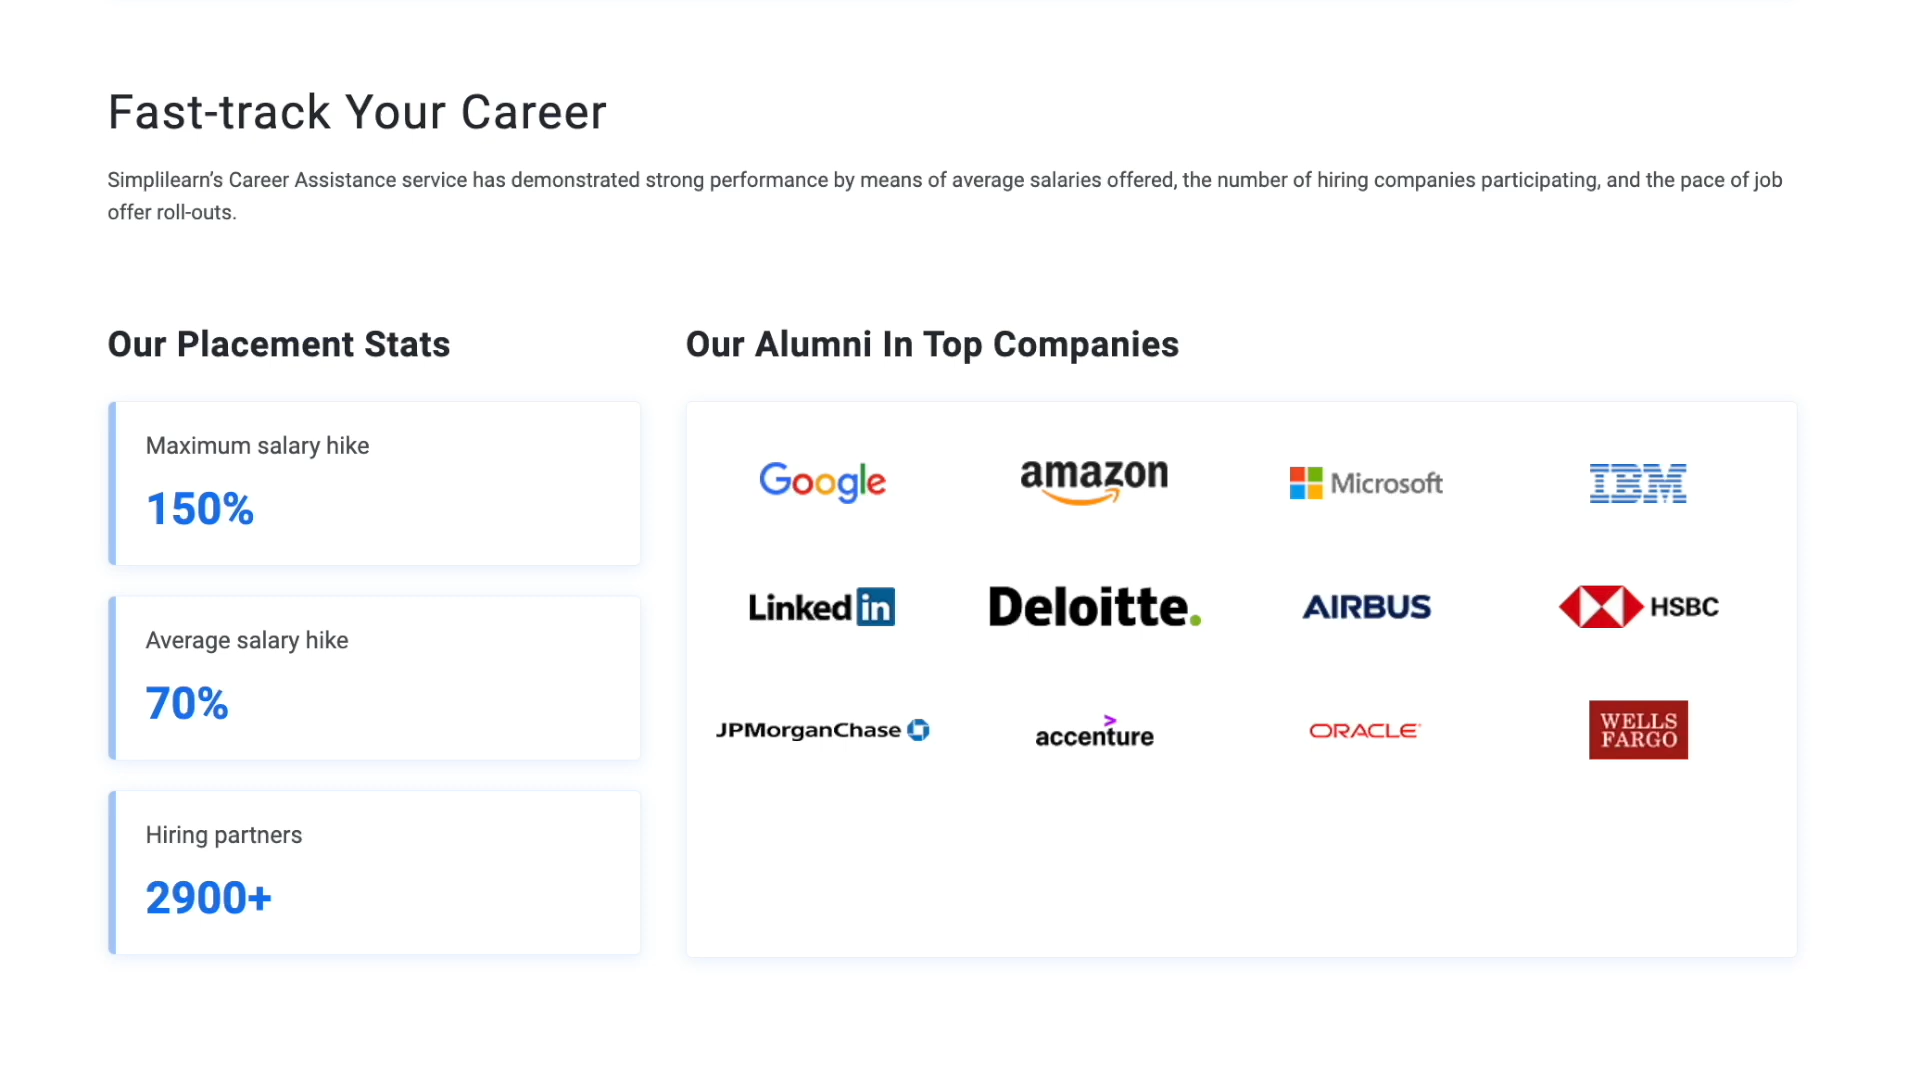 Fast-track Your Career
Simplilearn’s Career Assistance service has demonstrated strong performance by means of average salaries offered, the number of hiring companies participating, and the pace of job
offer roll-outs.
Our Placement Stats
Maximum salary hike
150%
Average salary hike
70%
Hiring partners
2900+
Our Alumni In Top Companies
Google amazon Microsoft IBM
Linked in Deloitte. AIRBUS HSBC
JPMorganChase accenture ORACLE WELLS
FARGO